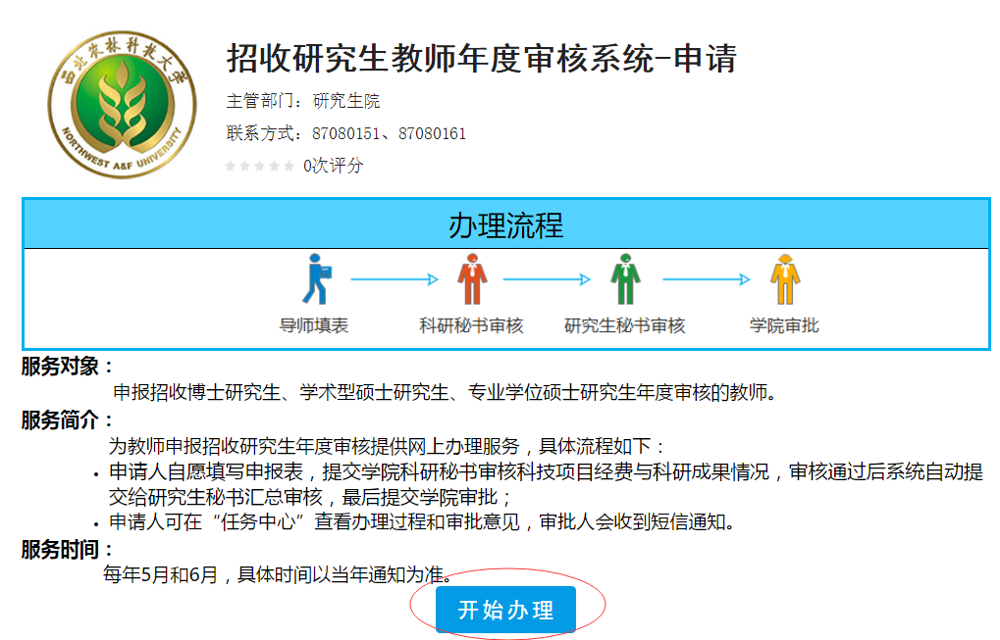 西北农林科技大学
NORTHWEST A&F UNIVERSITY
招收研究生教师年度审核系统-申请
主管部门：研究生院
联系方式：87080151、87080161
0次评分
办理流程
导师填表
科研秘书审核
研究生秘书审核
学院审批
服务对象：
申报招收博士研究生、学术型硕士研究生、专业学位硕士研究生年度审核的教师。
服务简介：
为教师申报招收研究生年度审核提供网上办理服务，具体流程如下：
• 申请人自愿填写申报表，提交学院科研秘书审核科技项目经费与科研成果情况，审核通过后系统自动提
交给研究生秘书汇总审核，最后提交学院审批；
• 申请人可在“任务中心”查看办理过程和审批意见，审批人会收到短信通知。
服务时间：
每年5月和6月，具体时间以当年通知为准。
开始办理